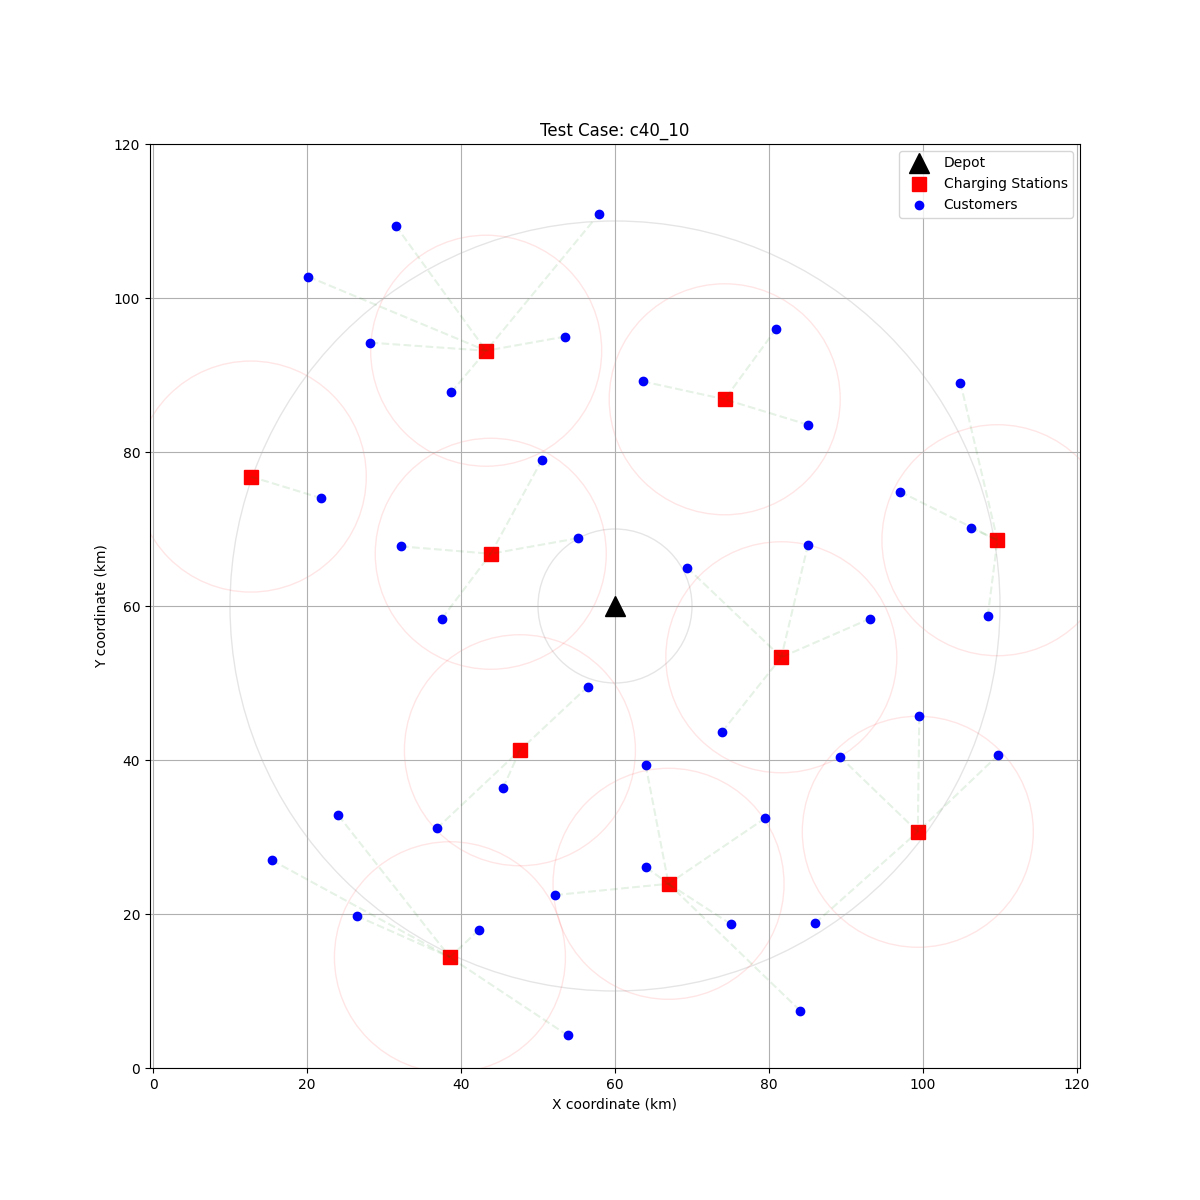 Test Case: c40_10
Depot
Charging Stations
Customers
120
100
80
60
40
20
0
Y coordinate (km)
0 20 40 60 80 100 120
X coordinate (km)